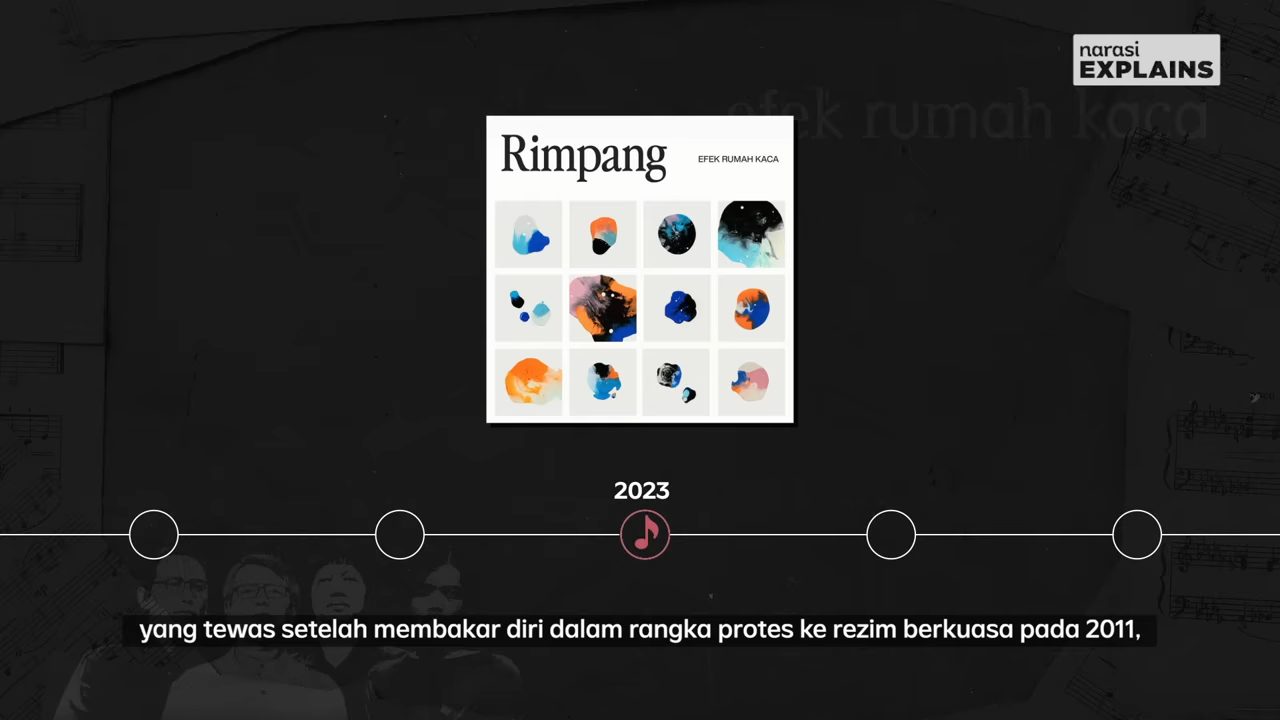 narasi
EXPLAINS
efek rumah kaca
Rimpang
EFEK RUMAH KACA
2023
yang tewas setelah membakar diri dalam rangka protes ke rezim berkuasa pada 2011,